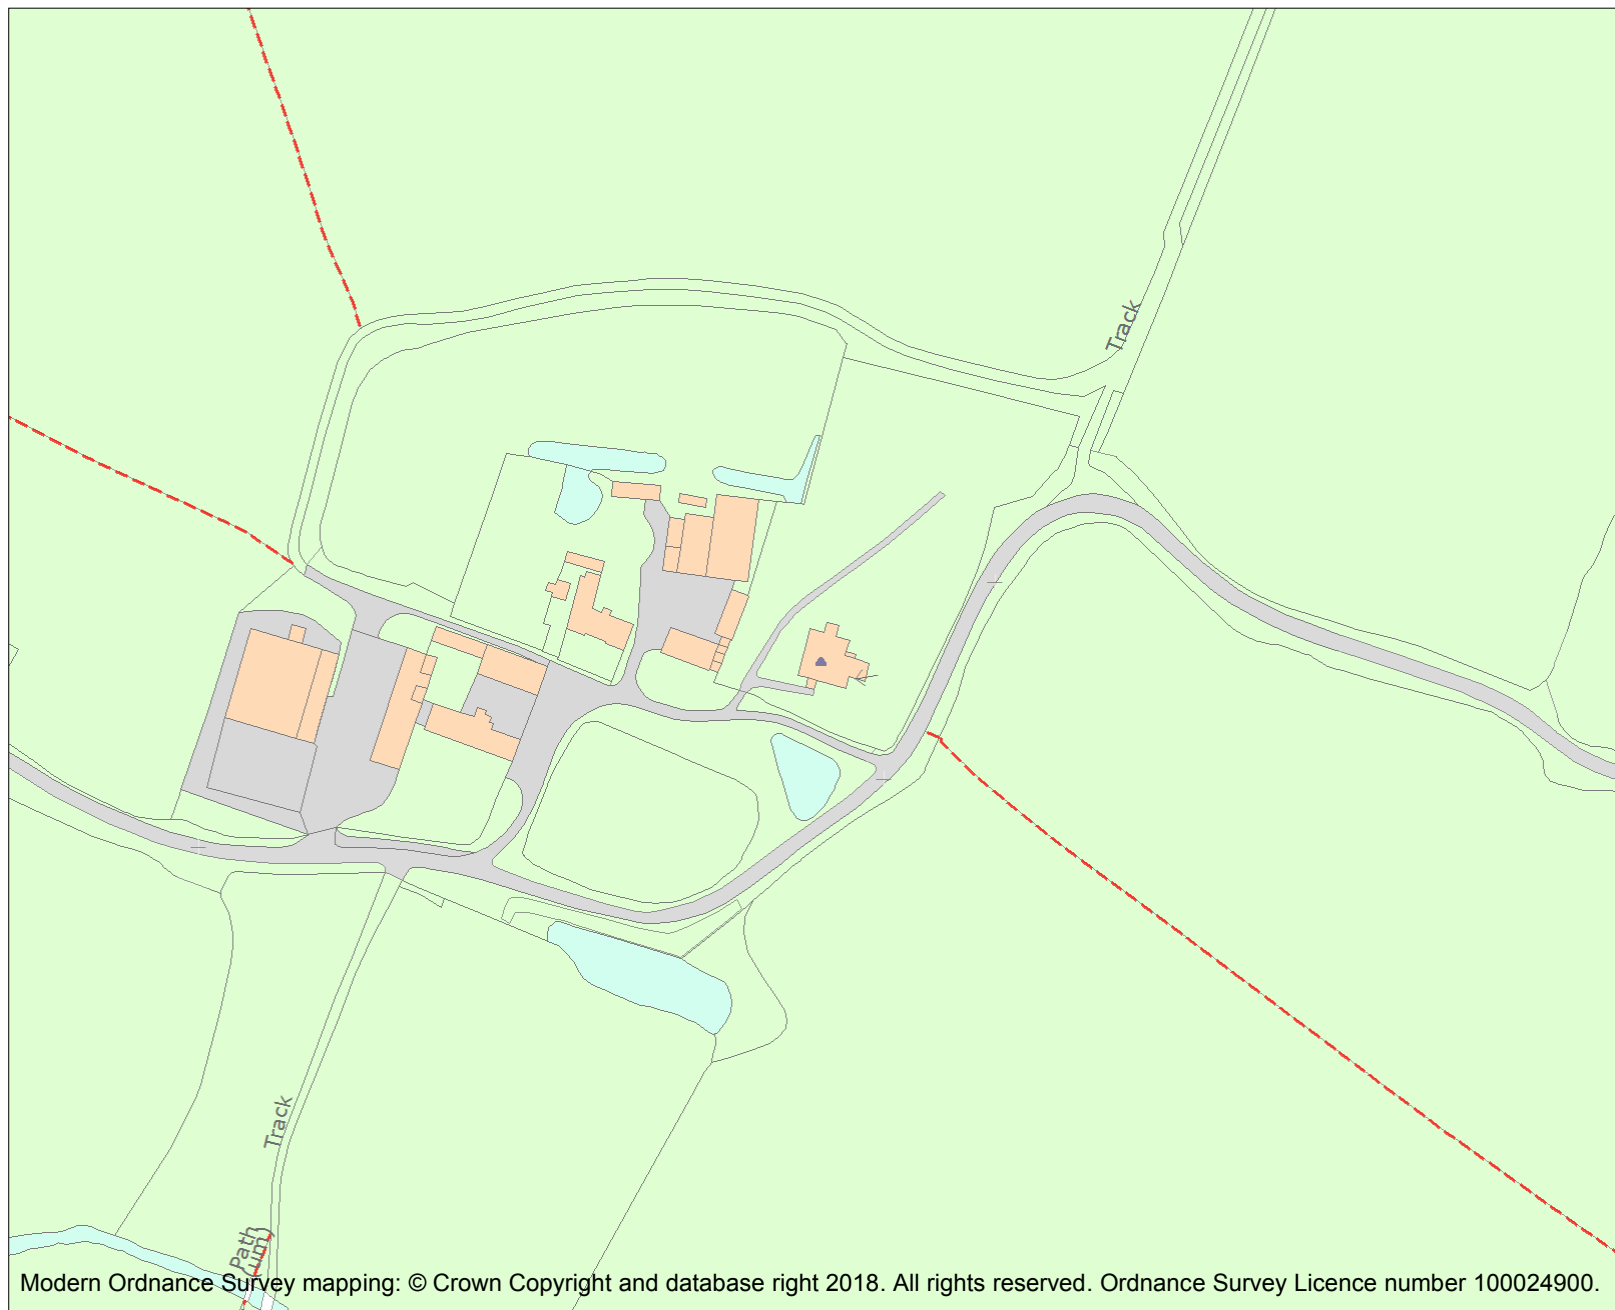 Track
Track
Path
(um)
Modern Ordnance Survey mapping: © Crown Copyright and database right 2018. All rights reserved. Ordnance Survey Licence number 100024900.